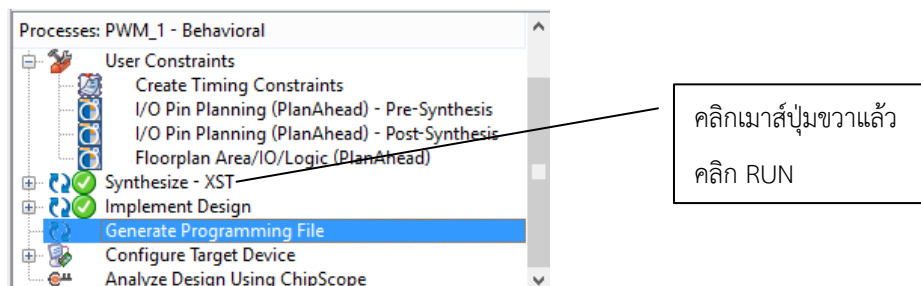 Processes: PWM_1 - Behavioral
User Constraints
Create Timing Constraints
I/O Pin Planning (PlanAhead) - Pre-Synthesis
I/O Pin Planning (PlanAhead) - Post-Synthesis
Floorplan Area/IO/Logic (PlanAhead)
Synthesize - XST
Implement Design
Generate Programming File
Configure Target Device
Analyze Design Using ChipScope
คลิกเมาส์ปุ่มขวาแล้ว
คลิก RUN